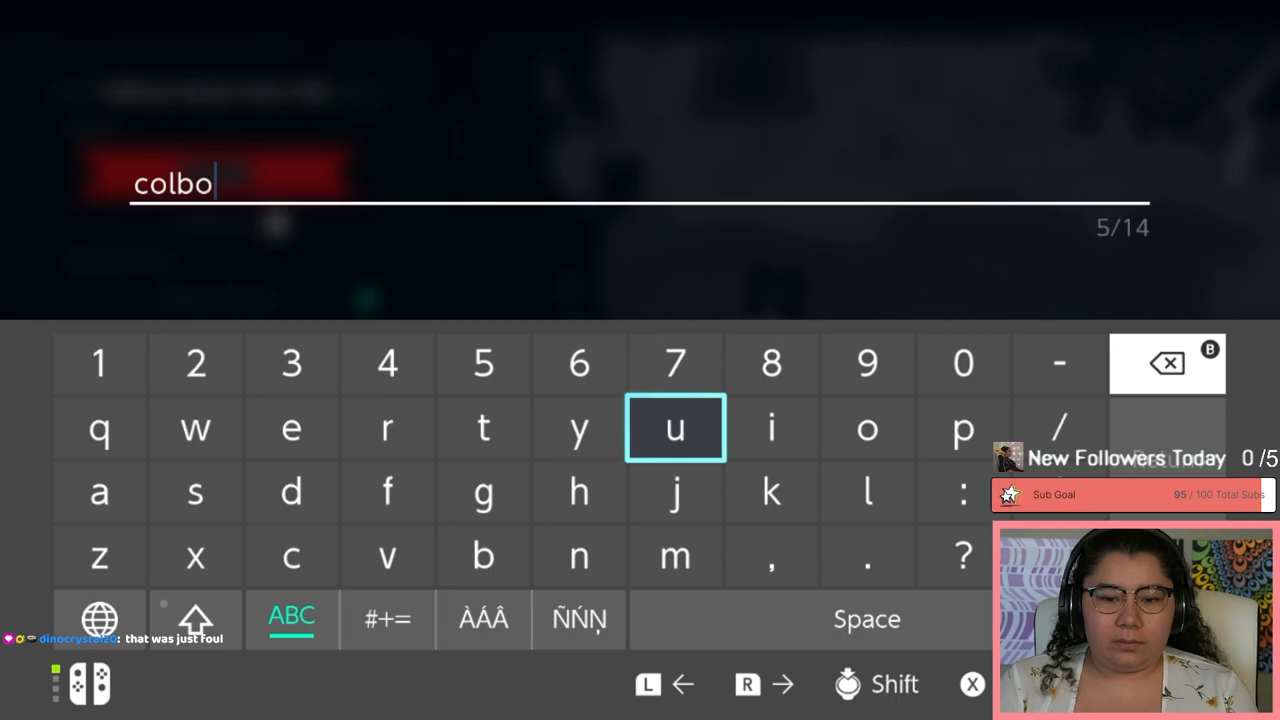 colbo
5/14
1 2 3 4 5 6 7 8 9 0 - B
q w e r t y u i o p /
New Followers Today 0 /5
a s d f g h j k l :
Sub Goal 95 / 100 Total Subs
z x c v b n m , . ?
ABC #+= ÀÁÂ ÑŃŅ Space
dinocrystal20: that was just foul
L ← R → Shift X